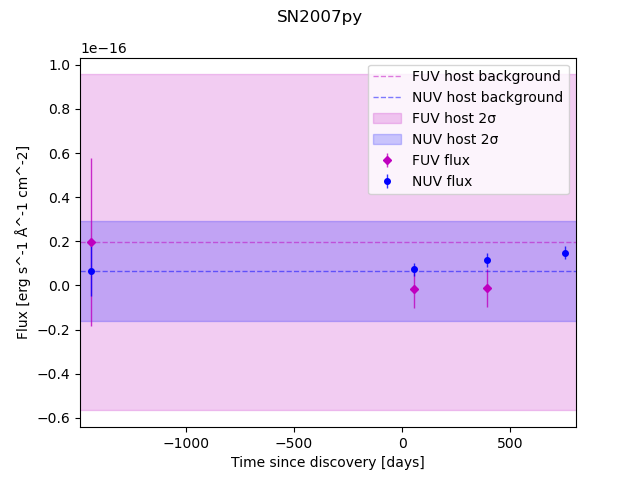 SN2007py
1e−16
1.0
0.8
0.6
0.4
0.2
0.0
−0.2
−0.4
−0.6
Flux [erg s^-1 Å^-1 cm^-2]
FUV host background
NUV host background
FUV host 2σ
NUV host 2σ
FUV flux
NUV flux
−1000
−500
0
500
Time since discovery [days]